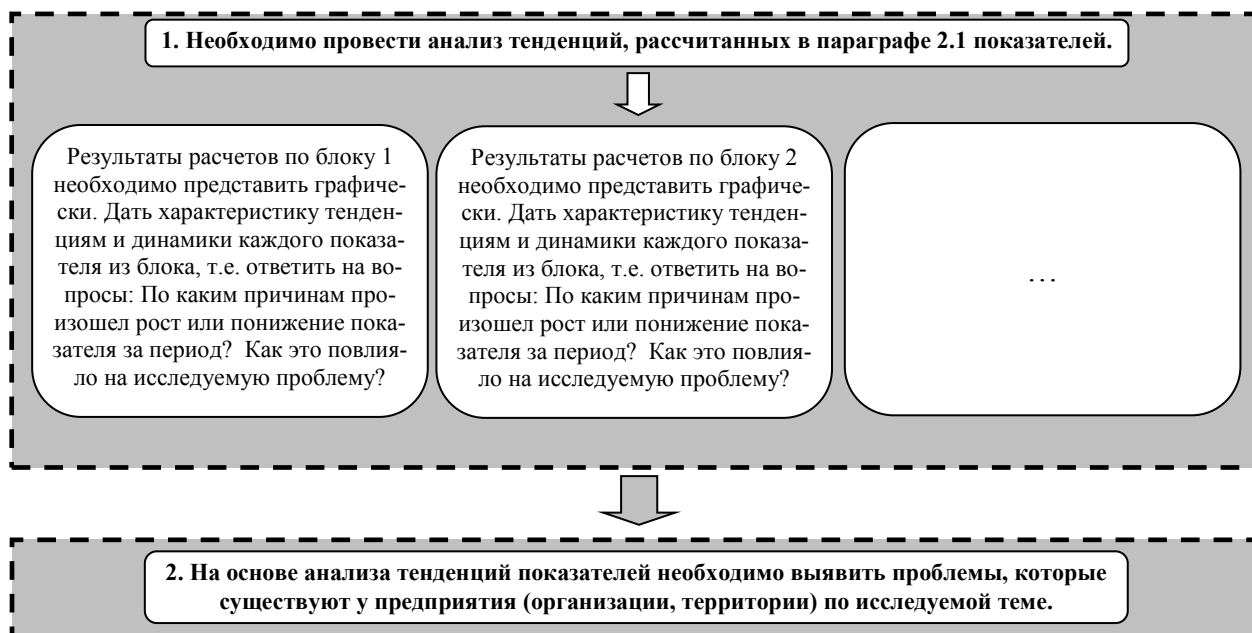 1. Необходимо провести анализ тенденций, рассчитанных в параграфе 2.1 показателей.
Результаты расчетов по блоку 1
необходимо представить графиче-
ски. Дать характеристику тенден-
циям и динамики каждого показа-
теля из блока, т.е. ответить на во-
просы: По каким причинам про-
изошел рост или понижение пока-
зателя за период?  Как это повлия-
ло на исследуемую проблему?
Результаты расчетов по блоку 2
необходимо представить графиче-
ски. Дать характеристику тенден-
циям и динамики каждого показа-
теля из блока, т.е. ответить на во-
просы: По каким причинам про-
изошел рост или понижение пока-
зателя за период?  Как это повлия-
ло на исследуемую проблему?
…
2. На основе анализа тенденций показателей необходимо выявить проблемы, которые
существуют у предприятия (организации, территории) по исследуемой теме.